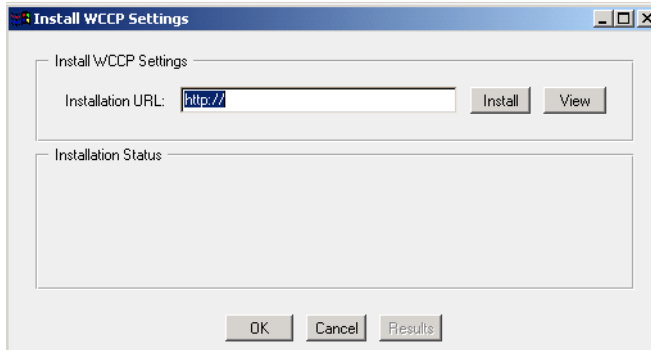 Install WCCP Settings
Install WCCP Settings
Installation URL: http:// Install View
Installation Status
OK Cancel Results